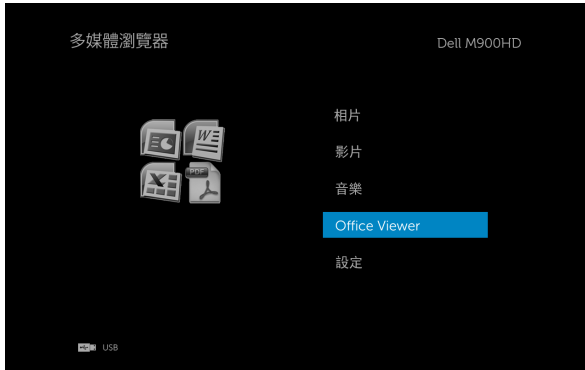 多媒體瀏覽器
Dell M900HD
相片
影片
音樂
Office Viewer
設定
W
X
PDF
USB